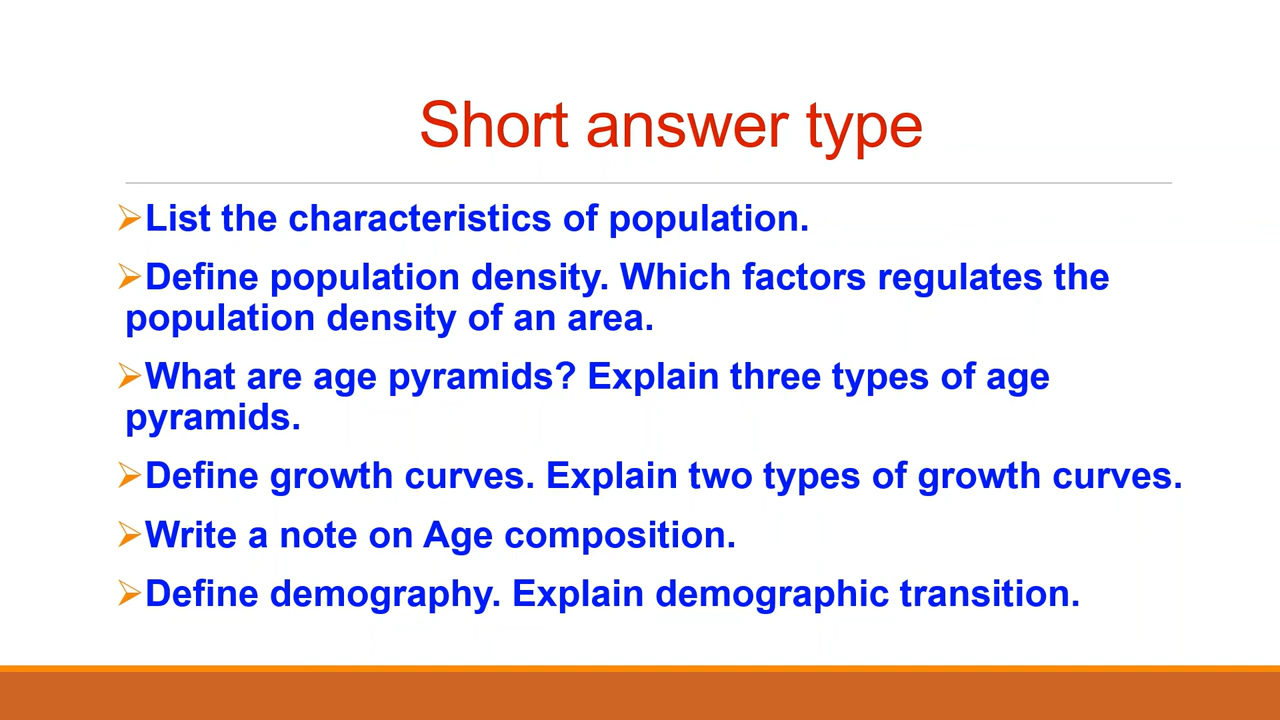 Short answer type
➢List the characteristics of population.
➢Define population density. Which factors regulates the
population density of an area.
➢What are age pyramids? Explain three types of age
pyramids.
➢Define growth curves. Explain two types of growth curves.
➢Write a note on Age composition.
➢Define demography. Explain demographic transition.